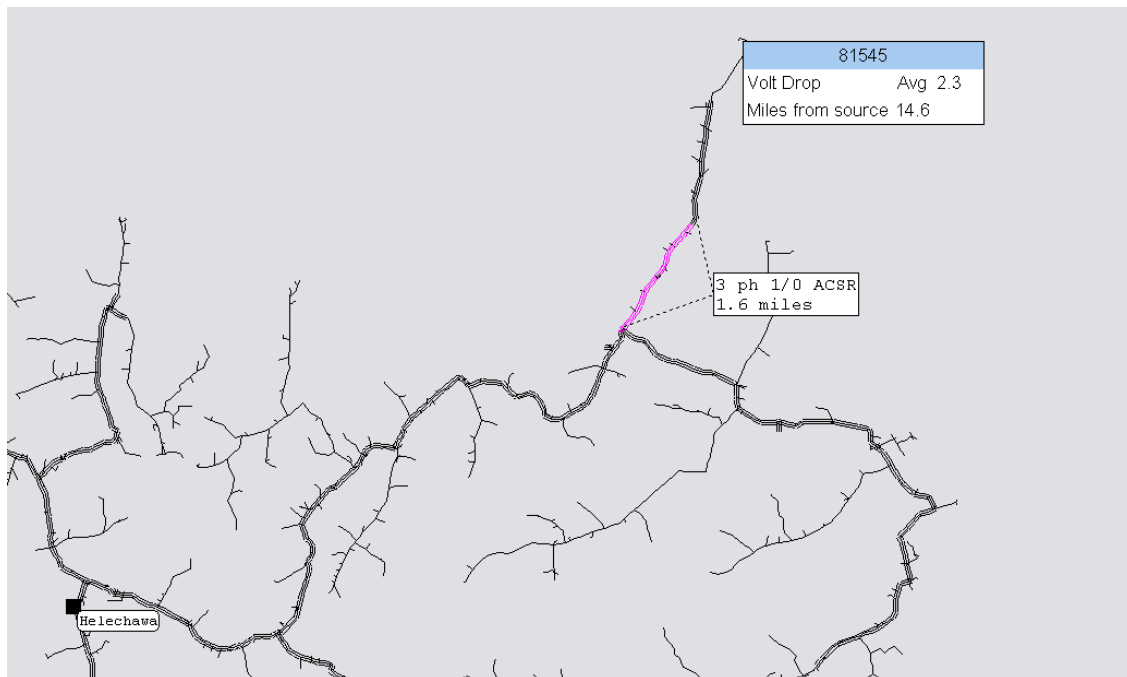 81545
Volt Drop Avg 2.3
Miles from source 14.6
3 ph 1/0 ACSR
1.6 miles
Helechawa